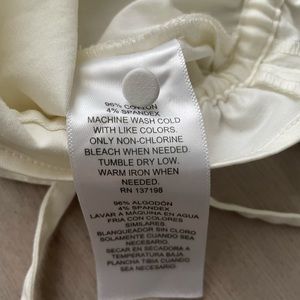 96% COTTON
4% SPANDEX
MACHINE WASH COLD
WITH LIKE COLORS.
ONLY NON-CHLORINE
BLEACH WHEN NEEDED.
TUMBLE DRY LOW.
WARM IRON WHEN
NEEDED.
RN 137198
96% ALGODÓN
4% SPANDEX
LAVAR A MÁQUINA EN AGUA
FRIA CON COLORES
SIMILARES.
BLANQUEADOR SIN CLORO
SOLAMENTE CUANDO SEA
NECESARIO.
SECAR EN SECADORA A
TEMPERATURA BAJA.
PLANCHA TIBIA CUANDO
SEA NECESARIO.